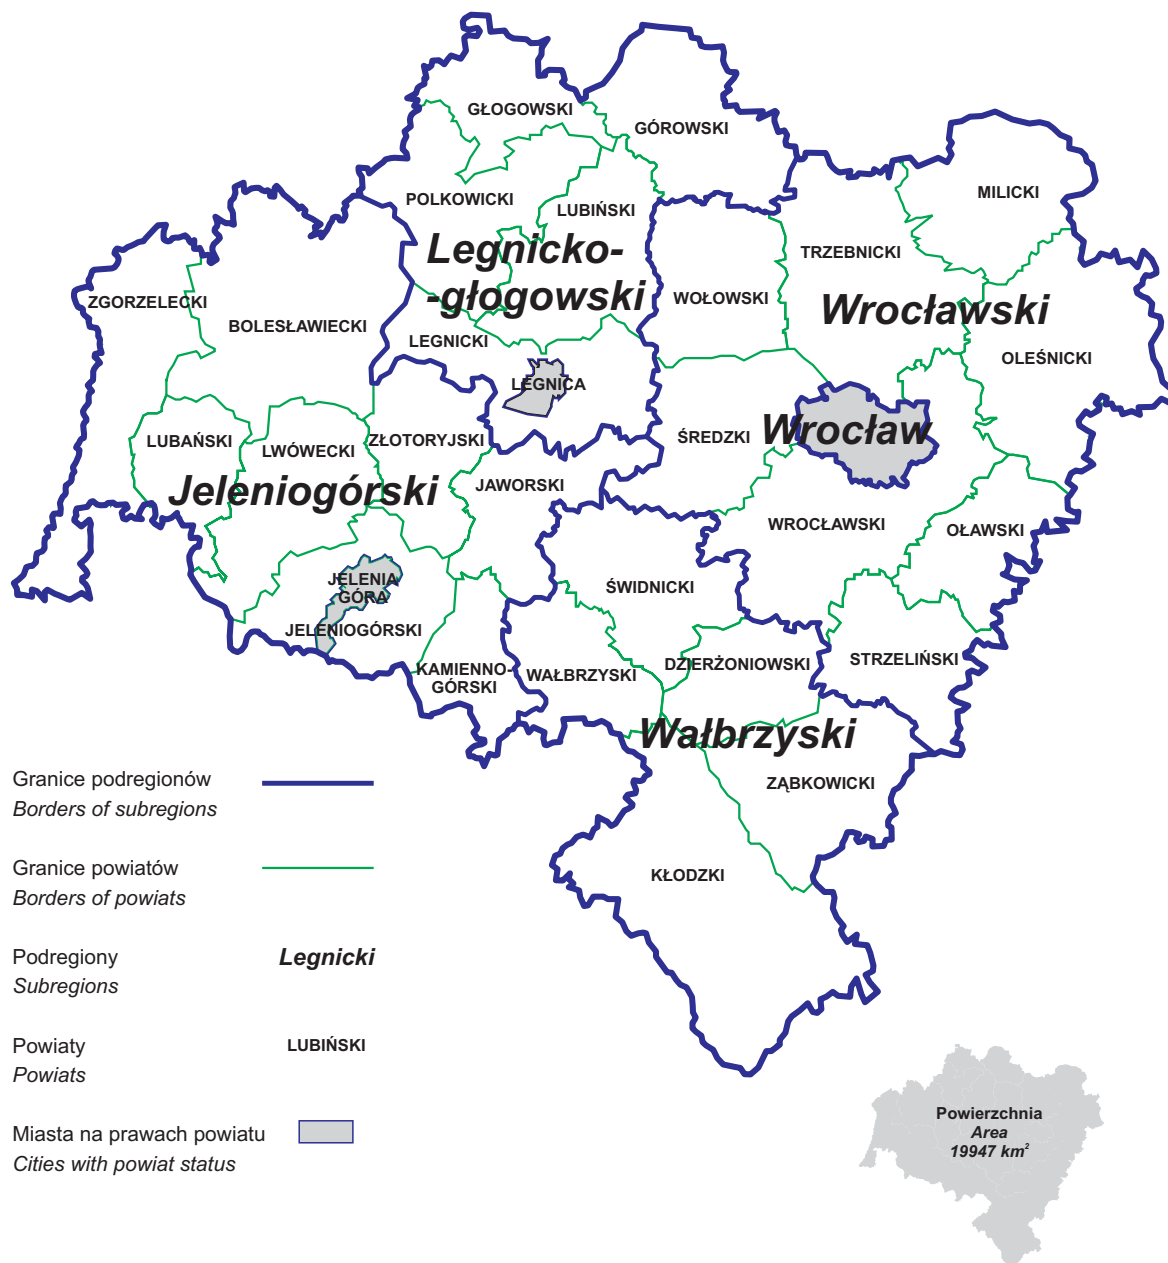 GŁOGOWSKI
GÓROWSKI
MILICKI
POLKOWICKI
LUBIŃSKI
TRZEBNICKI
Legnicko-
-głogowski
ZGORZELECKI
WOŁOWSKI
Wrocławski
BOLESŁAWIECKI
LEGNICKI
OLEŚNICKI
LEGNICA
LUBAŃSKI
LWÓWECKI
ZŁOTORYJSKI
ŚREDZKI
Wrocław
Jeleniogórski
JAWORSKI
WROCŁAWSKI
OŁAWSKI
JELENIA
GÓRA
ŚWIDNICKI
JELENIOGÓRSKI
KAMIENNO-
GÓRSKI
WAŁBRZYSKI
DZIERŻONIOWSKI
STRZELIŃSKI
Wałbrzyski
ZĄBKOWICKI
KŁODZKI
Granice podregionów
Borders of subregions
Granice powiatów
Borders of powiats
Podregiony
Subregions
Legnicki
Powiaty
Powiats
LUBIŃSKI
Miasta na prawach powiatu
Cities with powiat status
Powierzchnia
Area
19947 km²